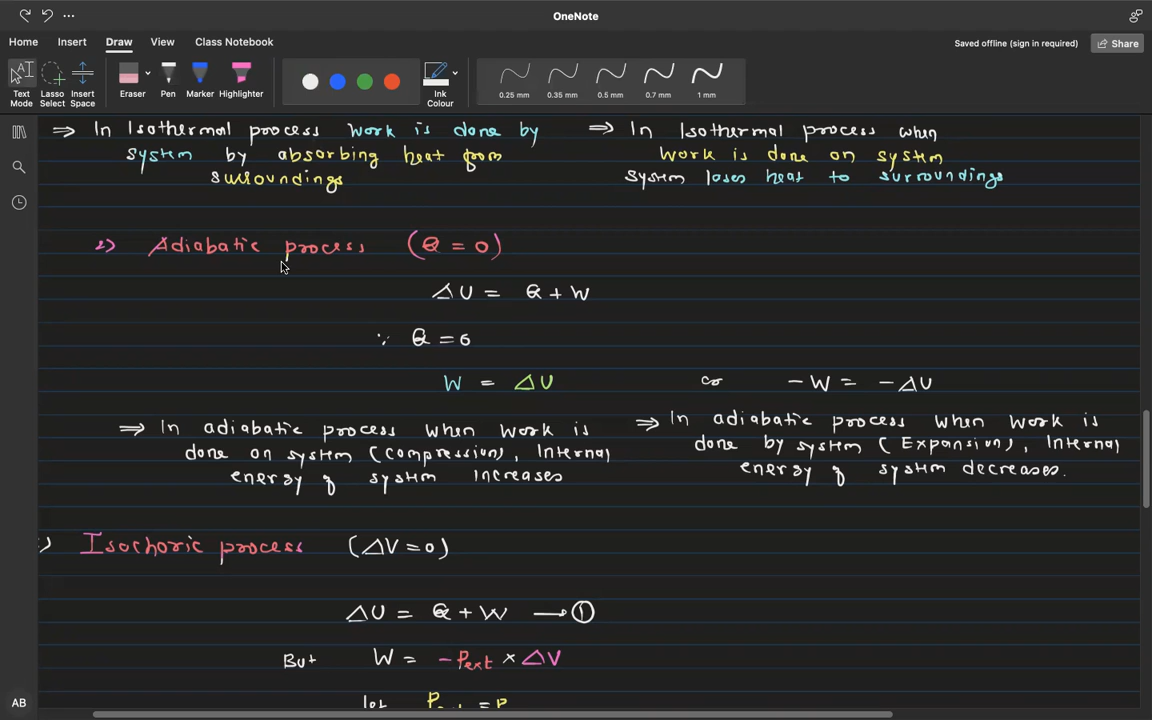 OneNote
Home Insert Draw View Class Notebook
Saved offline (sign in required) Share
Text Mode
Lasso Select
Insert Space
Eraser
Pen
Marker
Highlighter
Ink Colour
0.25 mm 0.35 mm 0.5 mm 0.7 mm 1 mm
⇒ In Isothermal process work is done by
system by absorbing heat from
surroundings
⇒ In Isothermal process when
work is done on system
system loses heat to surroundings
2) Adiabatic process (Q = 0)
ΔU = Q + W
∵ Q = 0
W = ΔU or -W = -ΔU
⇒ In adiabatic process when work is
done on system (compression), Internal
energy of system increases
⇒ In adiabatic process when work is
done by system (Expansion), Internal
energy of system decreases.
) Isochoric process (ΔV = 0)
ΔU = Q + W → ①
But W = -Pext × ΔV
let
AB